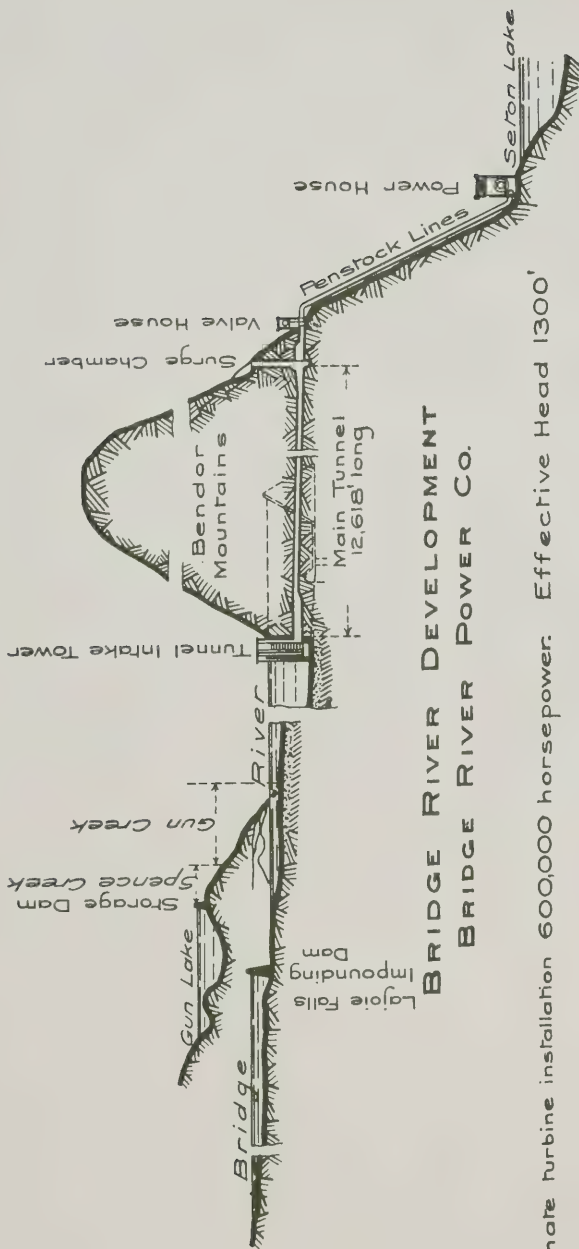 Gun Lake
Storage Dam
Spence Creek
Gun Creek
Bridge
River
Lajoie Falls
Impounding
Dam
Tunnel Intake Tower
Bendor
Mountains
Main Tunnel
12,618' long
Surge Chamber
Valve House
Penstock Lines
Power House
Seton Lake
BRIDGE RIVER DEVELOPMENT
BRIDGE RIVER POWER CO.
turbine installation 600,000 horsepower. Effective Head 1300'